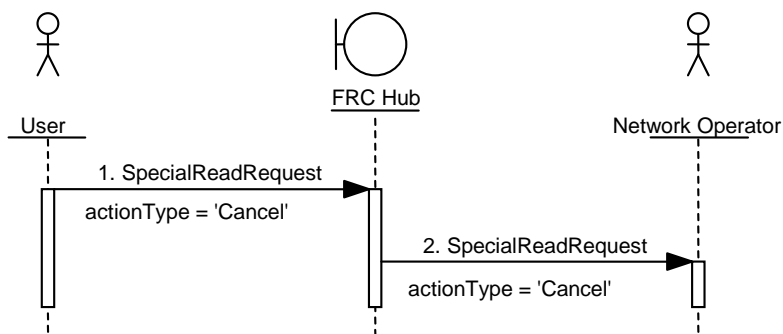 FRC Hub
User
Network Operator
1. SpecialReadRequest
actionType = 'Cancel'
2. SpecialReadRequest
actionType = 'Cancel'